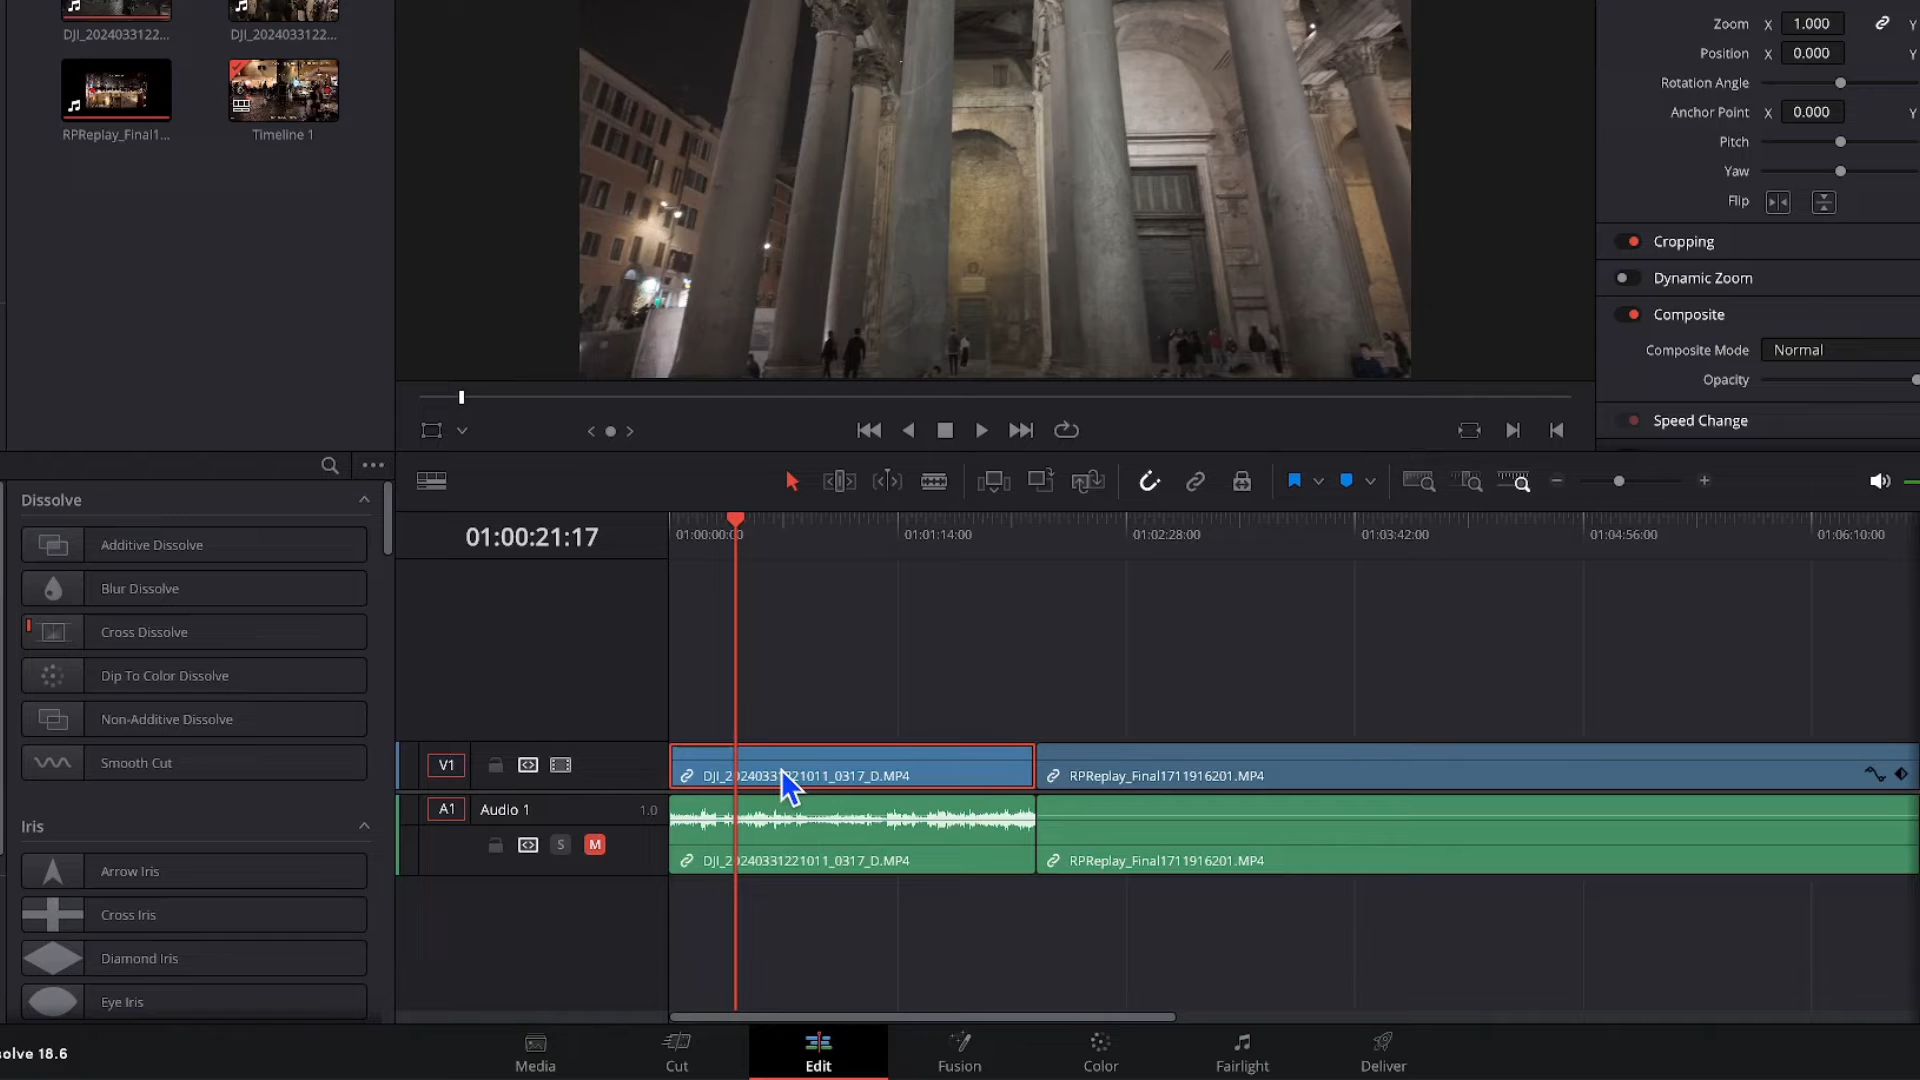 DJI_2024033122...
DJI_2024033122...
RPReplay_Final1...
Timeline 1
Zoom X 1.000 Y
Position X 0.000 Y
Rotation Angle
Anchor Point X 0.000 Y
Pitch
Yaw
Flip
Cropping
Dynamic Zoom
Composite
Composite Mode Normal
Opacity
Speed Change
Dissolve
Additive Dissolve
Blur Dissolve
Cross Dissolve
Dip To Color Dissolve
Non-Additive Dissolve
Smooth Cut
Iris
Arrow Iris
Cross Iris
Diamond Iris
Eye Iris
01:00:21:17
01:00:00:00 01:01:14:00 01:02:28:00 01:03:42:00 01:04:56:00 01:06:10:00
V1
DJI_20240331221011_0317_D.MP4
RPReplay_Final1711916201.MP4
A1 Audio 1 1.0
S M
DJI_20240331221011_0317_D.MP4
RPReplay_Final1711916201.MP4
solve 18.6
Media Cut Edit Fusion Color Fairlight Deliver